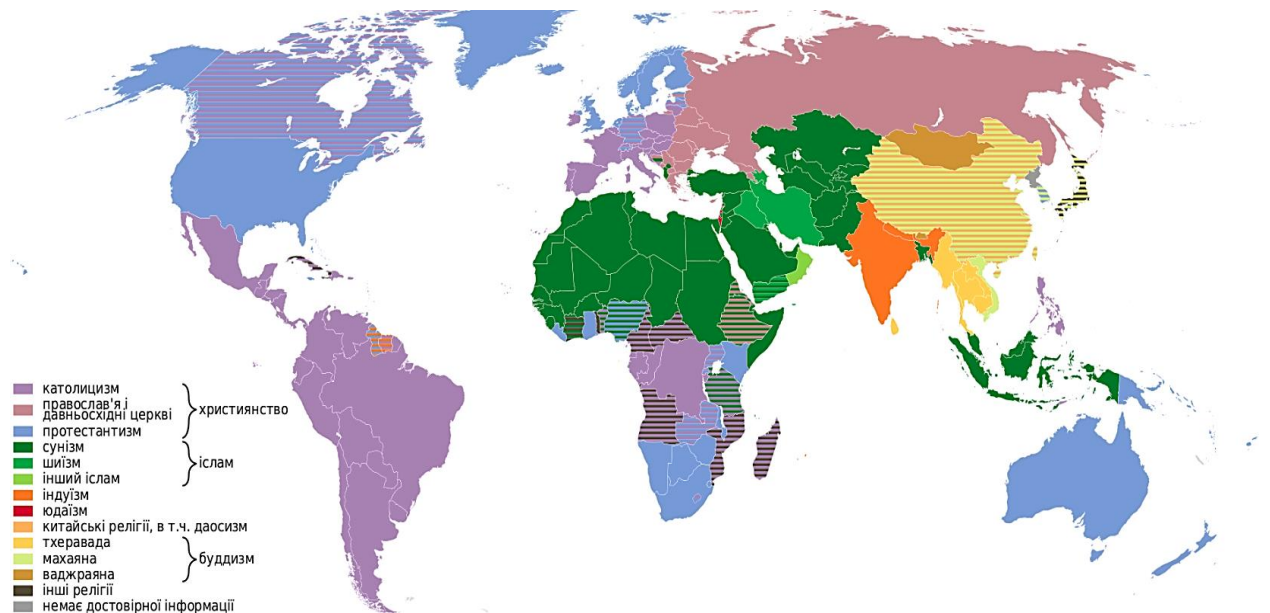 католицизм
православ'я і
давньосхідні церкві
християнство
протестантизм
сунізм
шиїзм
іслам
інший іслам
індуїзм
юдаїзм
китайські релігії, в т.ч. даосизм
тхеравада
махаяна
буддизм
ваджраяна
інші релігії
немає достовірної інформації